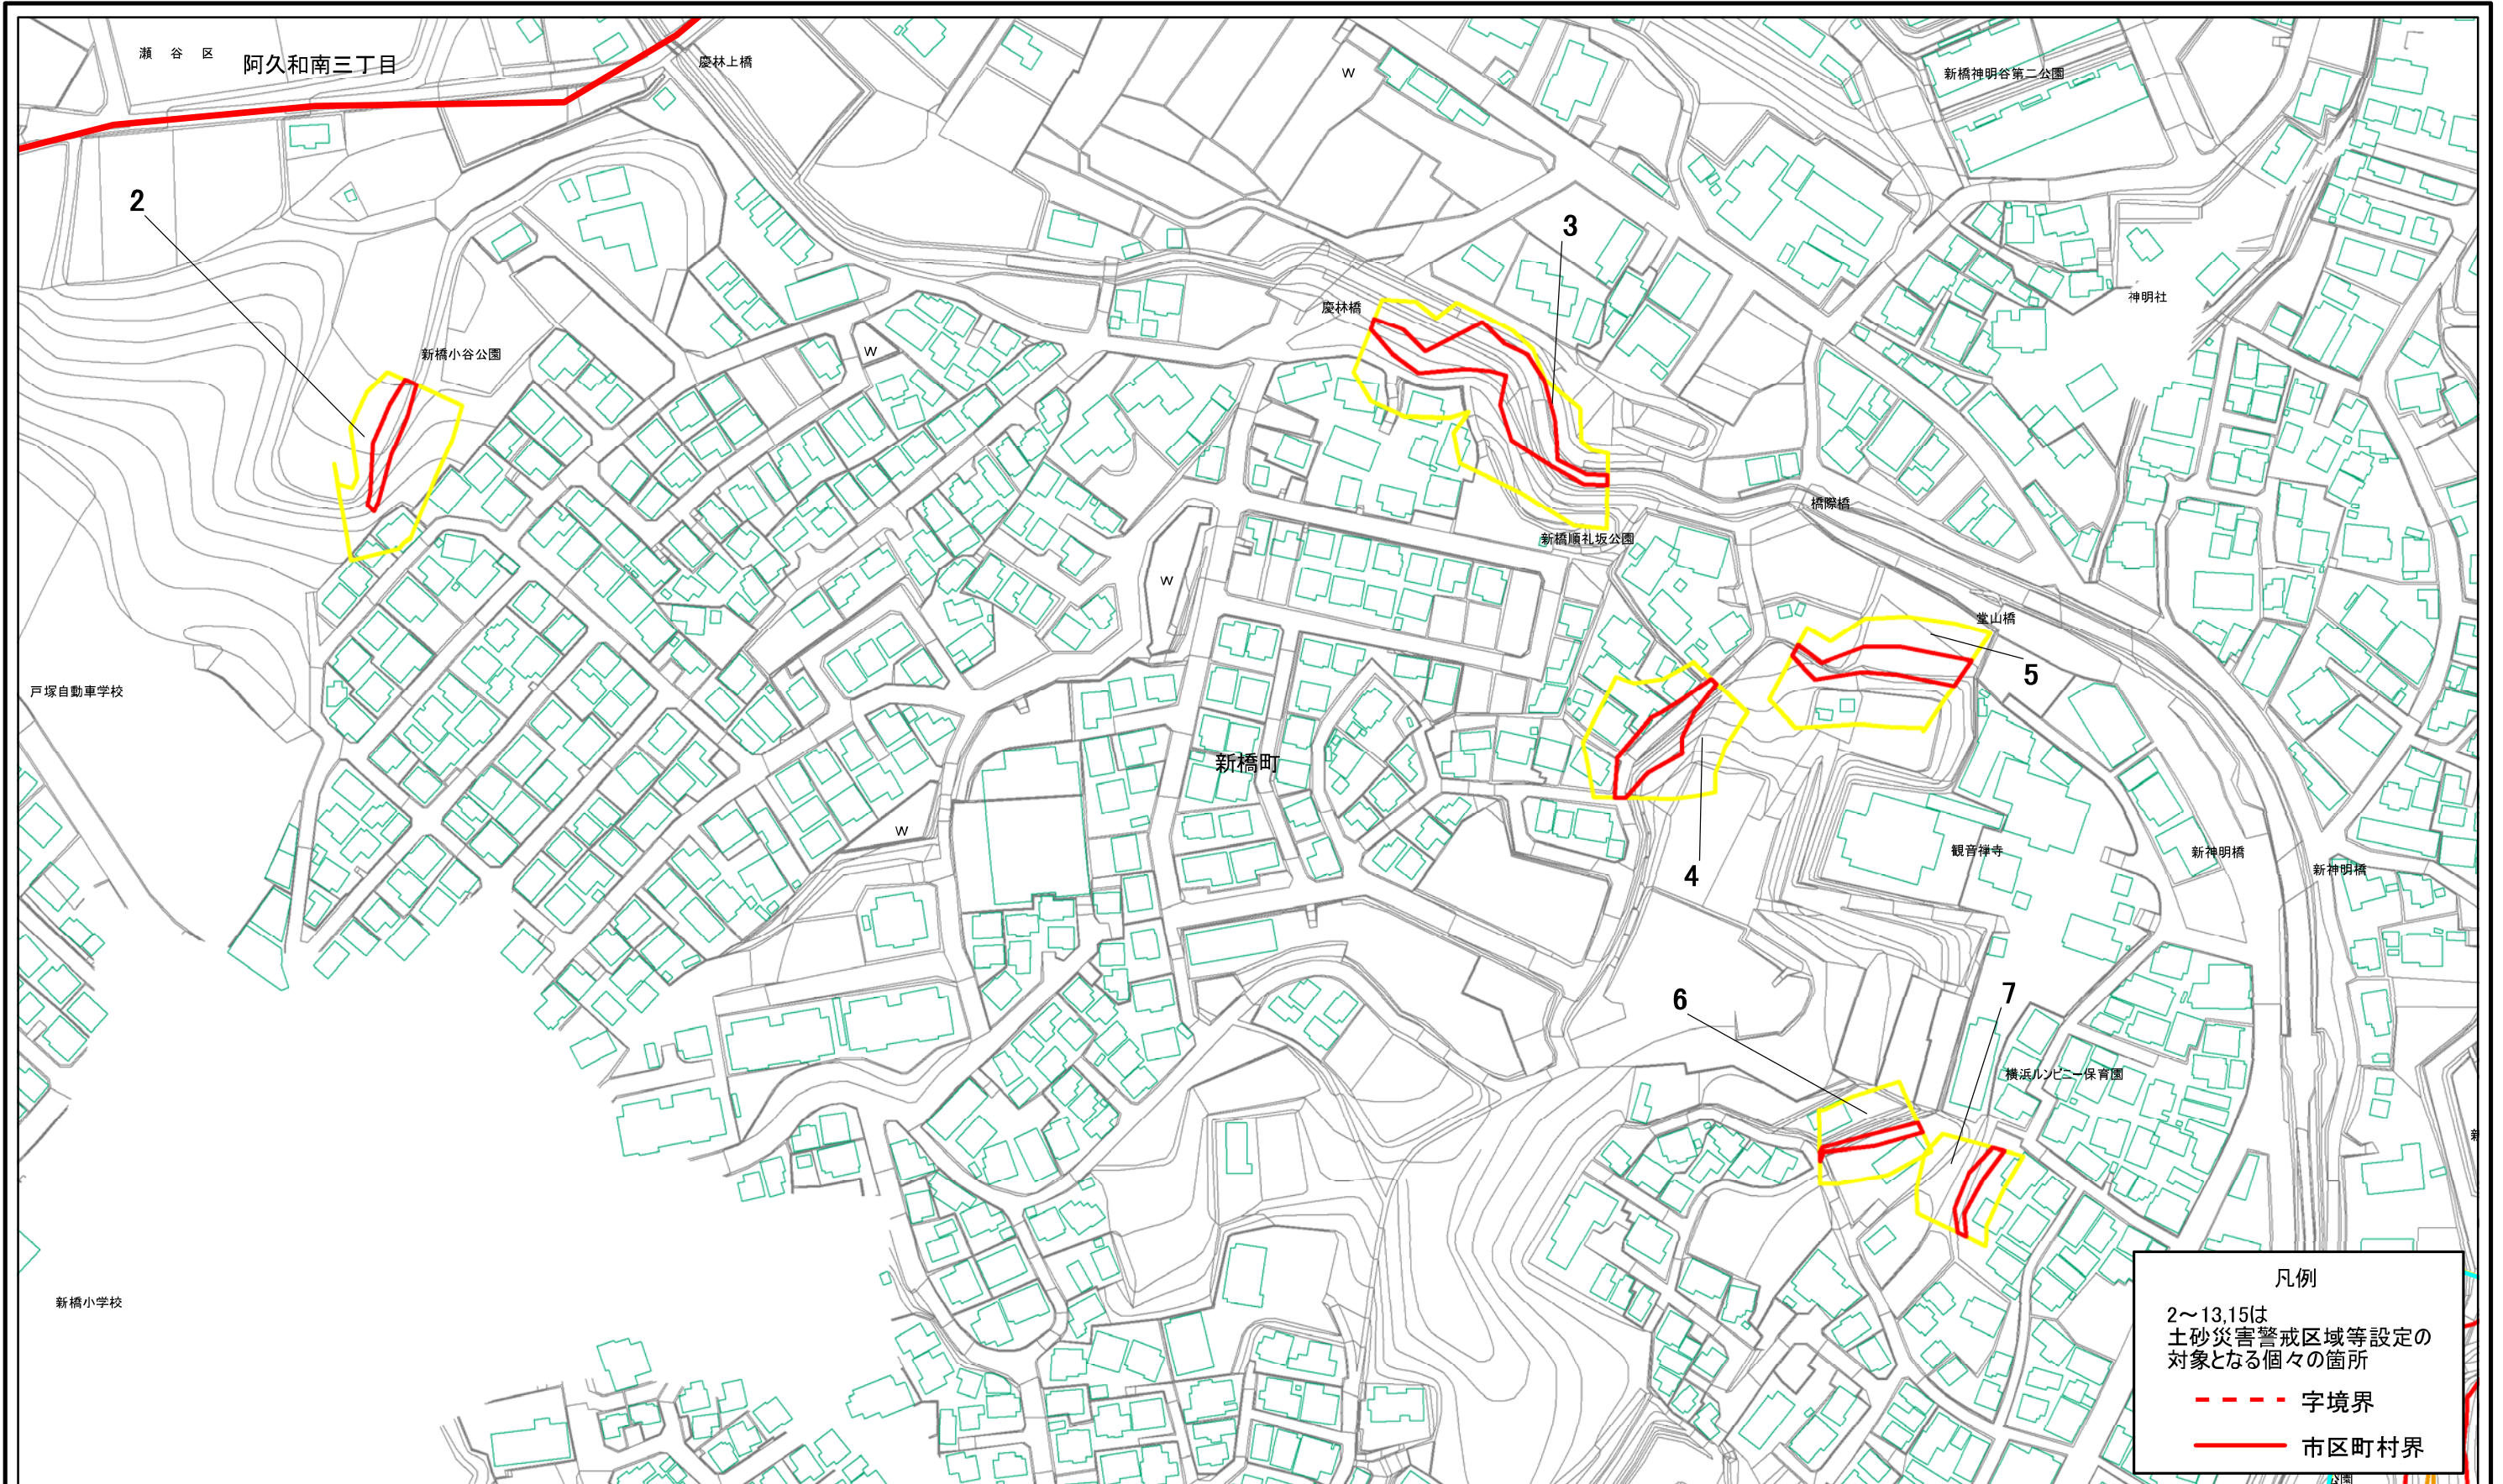 瀬谷区
阿久和南三丁目
慶林上橋
W
新橋神明谷第二公園
2
3
神明社
慶林橋
新橋小谷公園
W
橋際橋
新橋順礼坂公園
W
堂山橋
5
戸塚自動車学校
新橋町
W
4
観音禅寺
新神明橋
新神明橋
6
7
横浜ルンビニー保育園
新橋小学校
凡例
2～13,15は
土砂災害警戒区域等設定の
対象となる個々の箇所
字境界
市区町村界